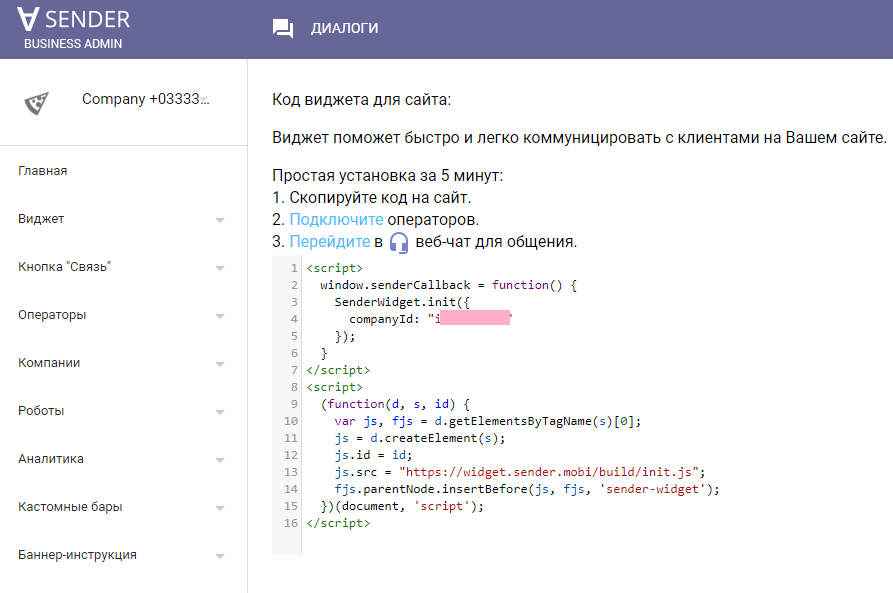 SENDER
BUSINESS ADMIN
ДИАЛОГИ
Company +03333...
Главная
Виджет
Кнопка "Связь"
Операторы
Компании
Роботы
Аналитика
Кастомные бары
Баннер-инструкция
Код виджета для сайта:
Виджет поможет быстро и легко коммуницировать с клиентами на Вашем сайте.
Простая установка за 5 минут:
1. Скопируйте код на сайт.
2. Подключите операторов.
3. Перейдите в веб-чат для общения.
1 <script>
2 window.senderCallback = function() {
3 SenderWidget.init({
4 companyId: "i"
5 });
6 }
7 </script>
8 <script>
9 (function(d, s, id) {
10 var js, fjs = d.getElementsByTagName(s)[0];
11 js = d.createElement(s);
12 js.id = id;
13 js.src = "https://widget.sender.mobi/build/init.js";
14 fjs.parentNode.insertBefore(js, fjs, 'sender-widget');
15 })(document, 'script');
16 </script>